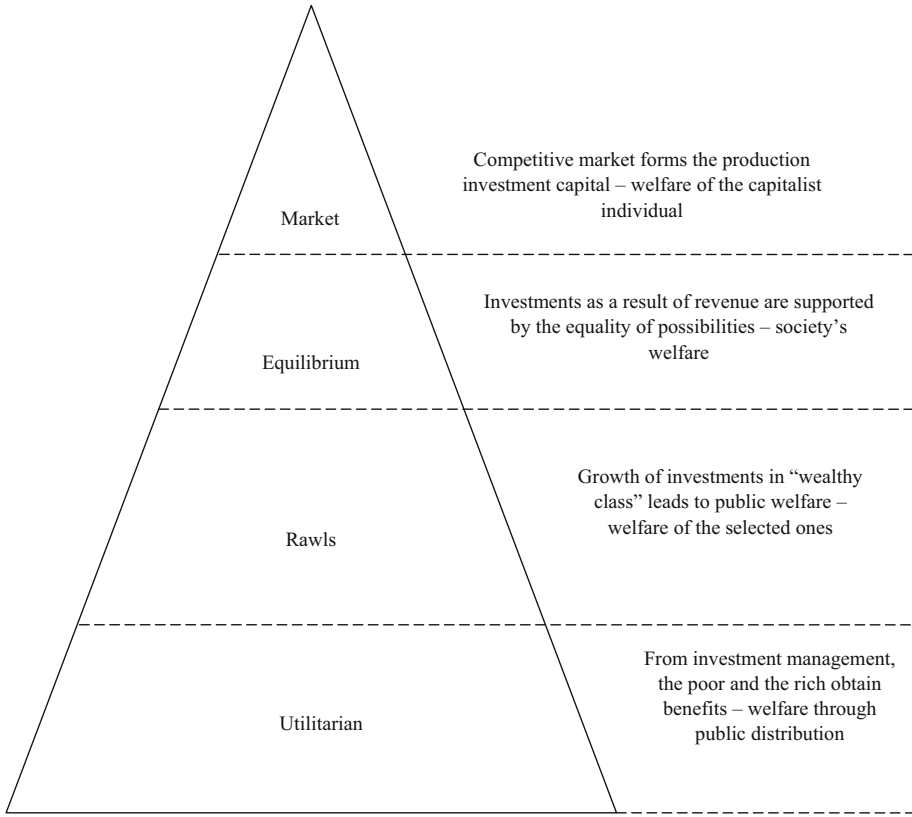 Competitive market forms the production
investment capital – welfare of the capitalist
individual
Market
Investments as a result of revenue are supported
by the equality of possibilities – society’s
welfare
Equilibrium
Growth of investments in “wealthy
class” leads to public welfare –
welfare of the selected ones
Rawls
From investment management,
the poor and the rich obtain
benefits – welfare through
public distribution
Utilitarian